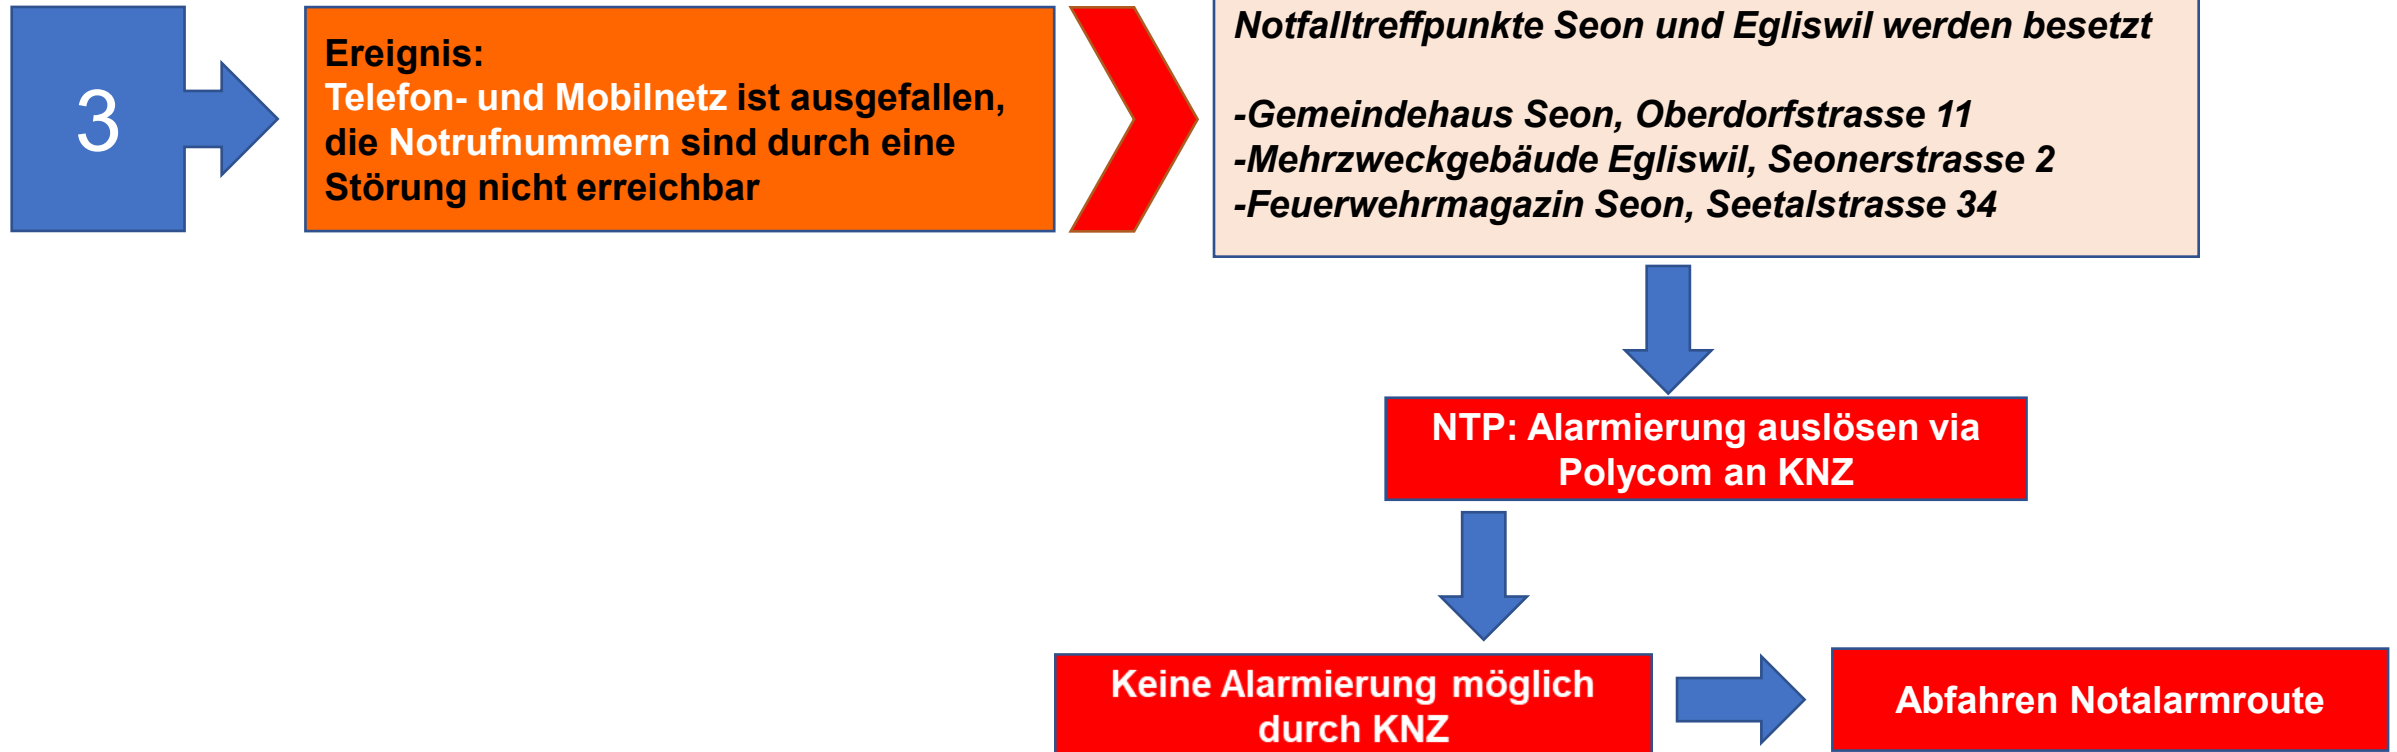 3
Ereignis:
Telefon- und Mobilnetz ist ausgefallen,
die Notrufnummern sind durch eine
Störung nicht erreichbar
Notfalltreffpunkte Seon und Egliswil werden besetzt
-Gemeindehaus Seon, Oberdorfstrasse 11
-Mehrzweckgebäude Egliswil, Seonerstrasse 2
-Feuerwehrmagazin Seon, Seetalstrasse 34
NTP: Alarmierung auslösen via
Polycom an KNZ
Keine Alarmierung möglich
durch KNZ
Abfahren Notalarmroute